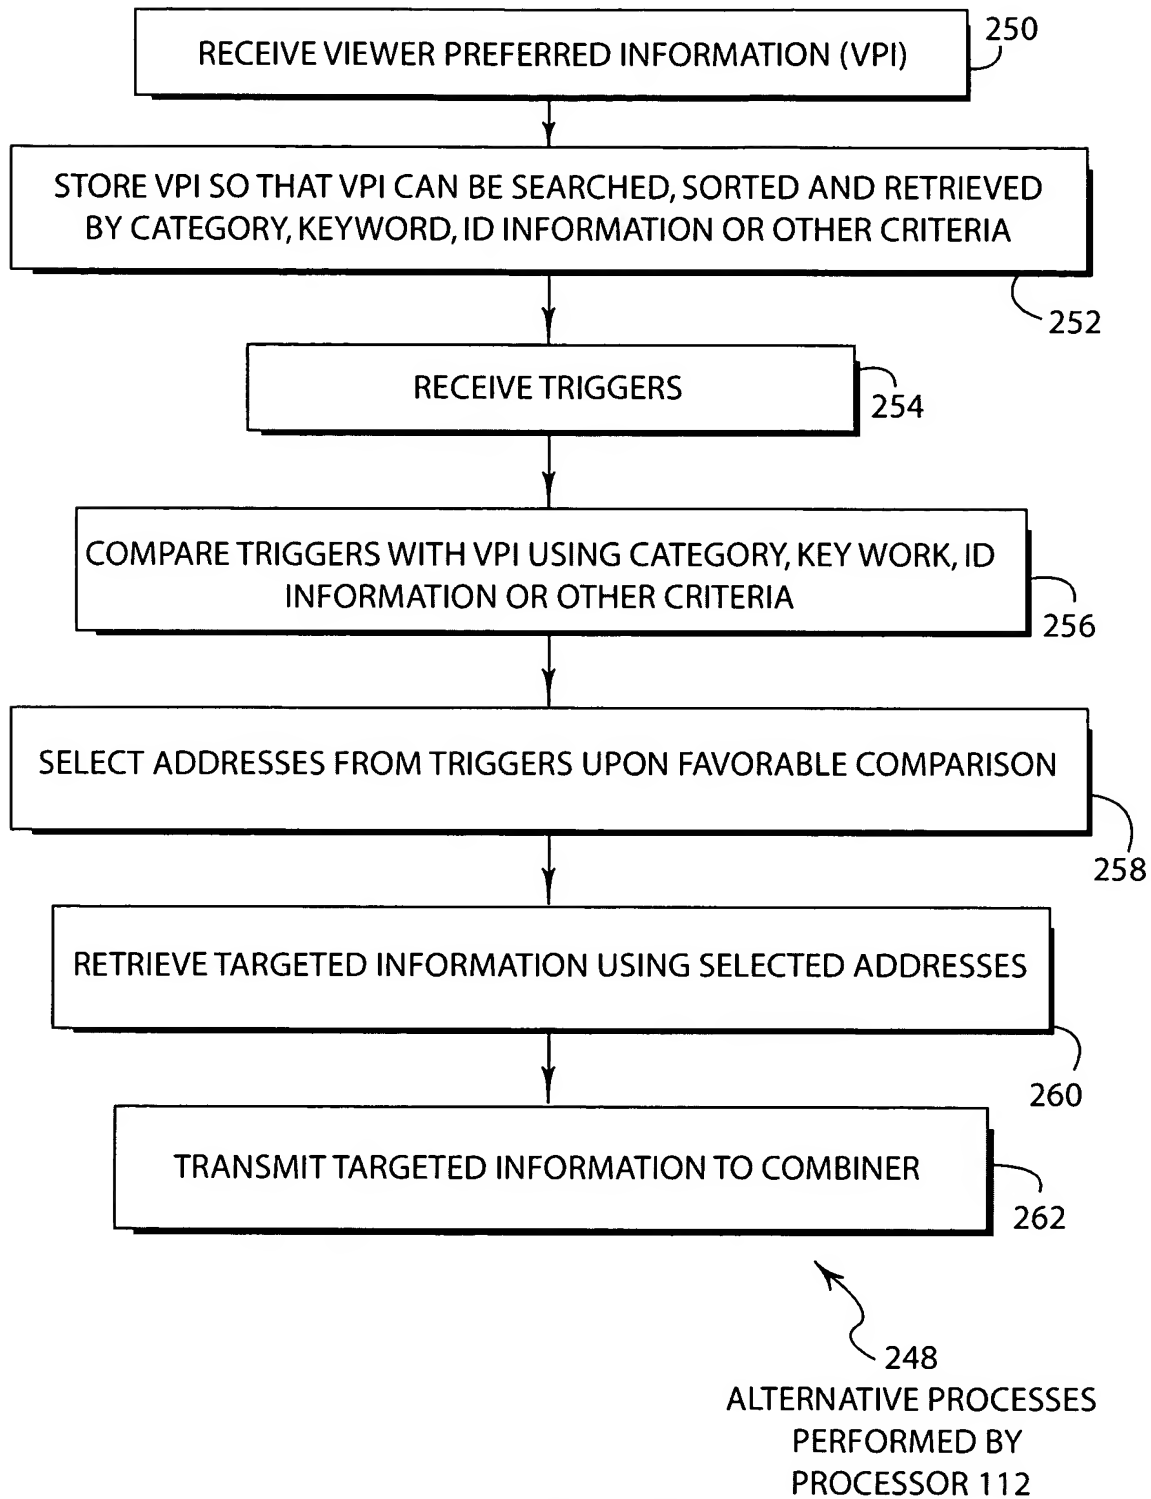 RECEIVE VIEWER PREFERRED INFORMATION (VPI)
250
STORE VPI SO THAT VPI CAN BE SEARCHED, SORTED AND RETRIEVED
BY CATEGORY, KEYWORD, ID INFORMATION OR OTHER CRITERIA
252
RECEIVE TRIGGERS
254
COMPARE TRIGGERS WITH VPI USING CATEGORY, KEY WORK, ID
INFORMATION OR OTHER CRITERIA
256
SELECT ADDRESSES FROM TRIGGERS UPON FAVORABLE COMPARISON
258
RETRIEVE TARGETED INFORMATION USING SELECTED ADDRESSES
260
TRANSMIT TARGETED INFORMATION TO COMBINER
262
248
ALTERNATIVE PROCESSES
PERFORMED BY
PROCESSOR 112